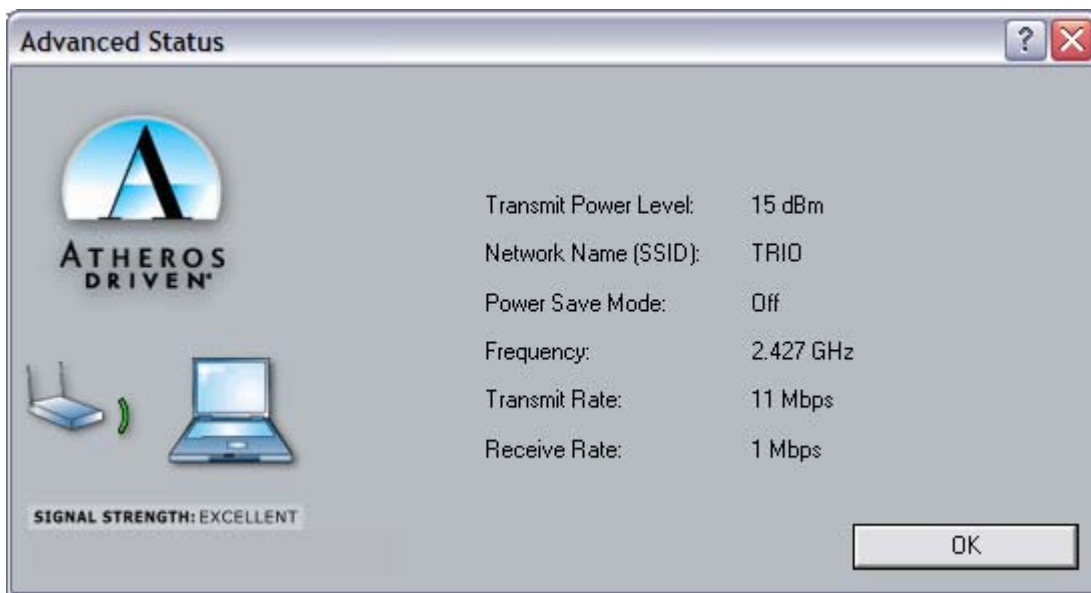 Advanced Status
A
ATHEROS
DRIVEN®
Transmit Power Level: 15 dBm
Network Name (SSID): TRIO
Power Save Mode: Off
Frequency: 2.427 GHz
Transmit Rate: 11 Mbps
Receive Rate: 1 Mbps
SIGNAL STRENGTH: EXCELLENT
OK